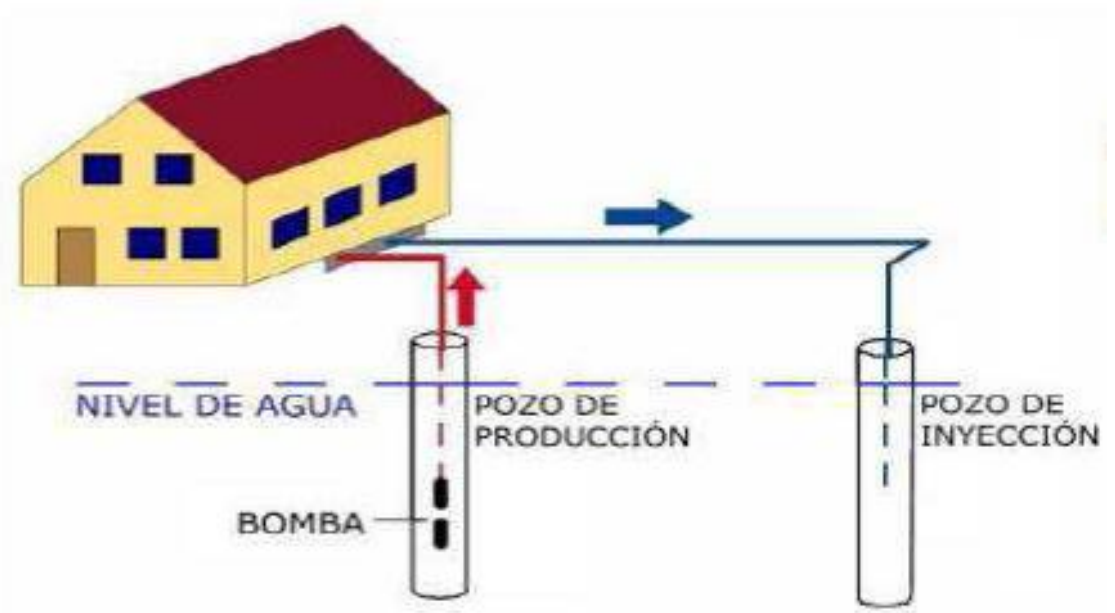 NIVEL DE AGUA
POZO DE
PRODUCCIÓN
POZO DE
INYECCIÓN
BOMBA